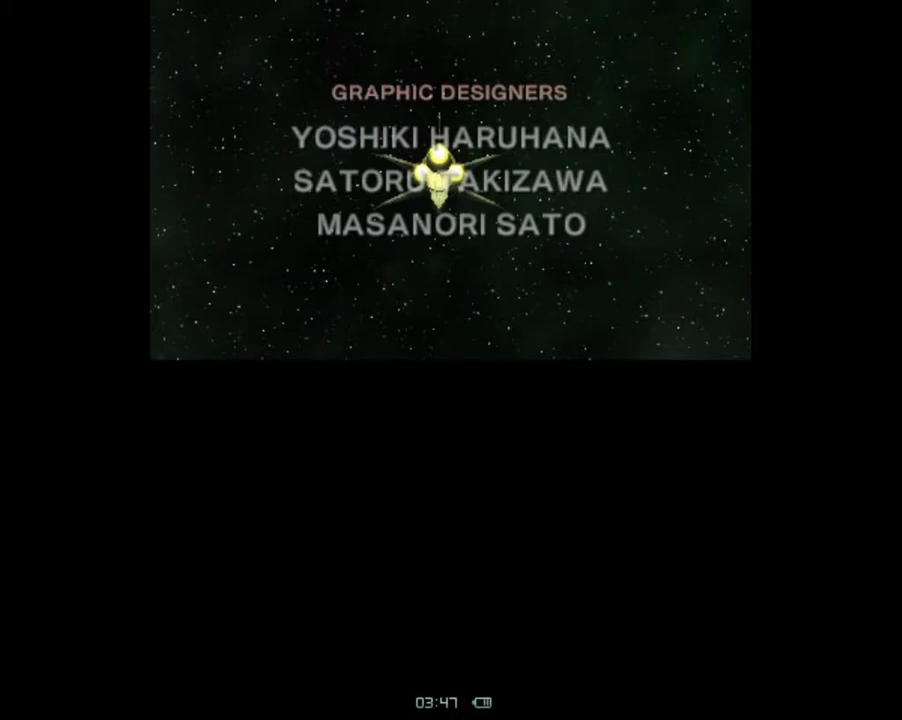 GRAPHIC DESIGNERS
YOSHIKI HARUHANA
SATORU TAKIZAWA
MASANORI SATO
03:47